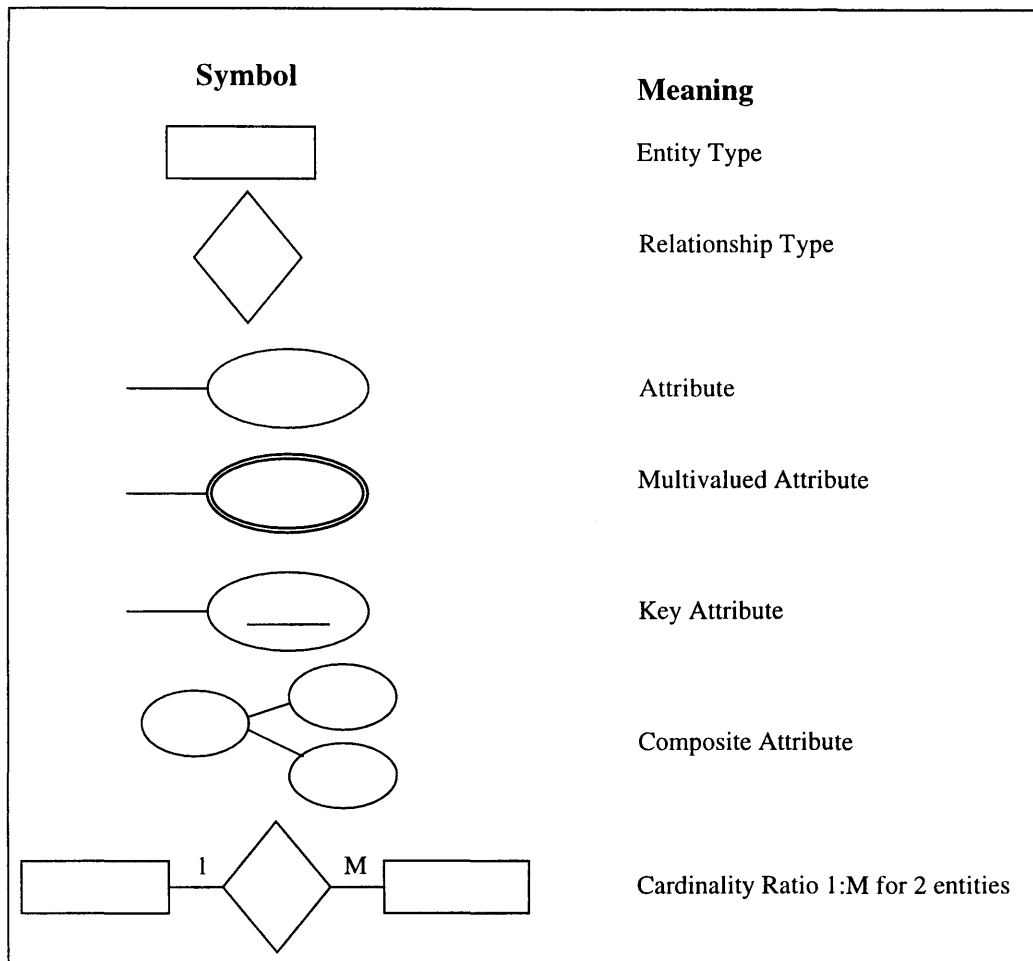 Symbol
Meaning
Entity Type
Relationship Type
Attribute
Multivalued Attribute
Key Attribute
Composite Attribute
1 M
Cardinality Ratio 1:M for 2 entities